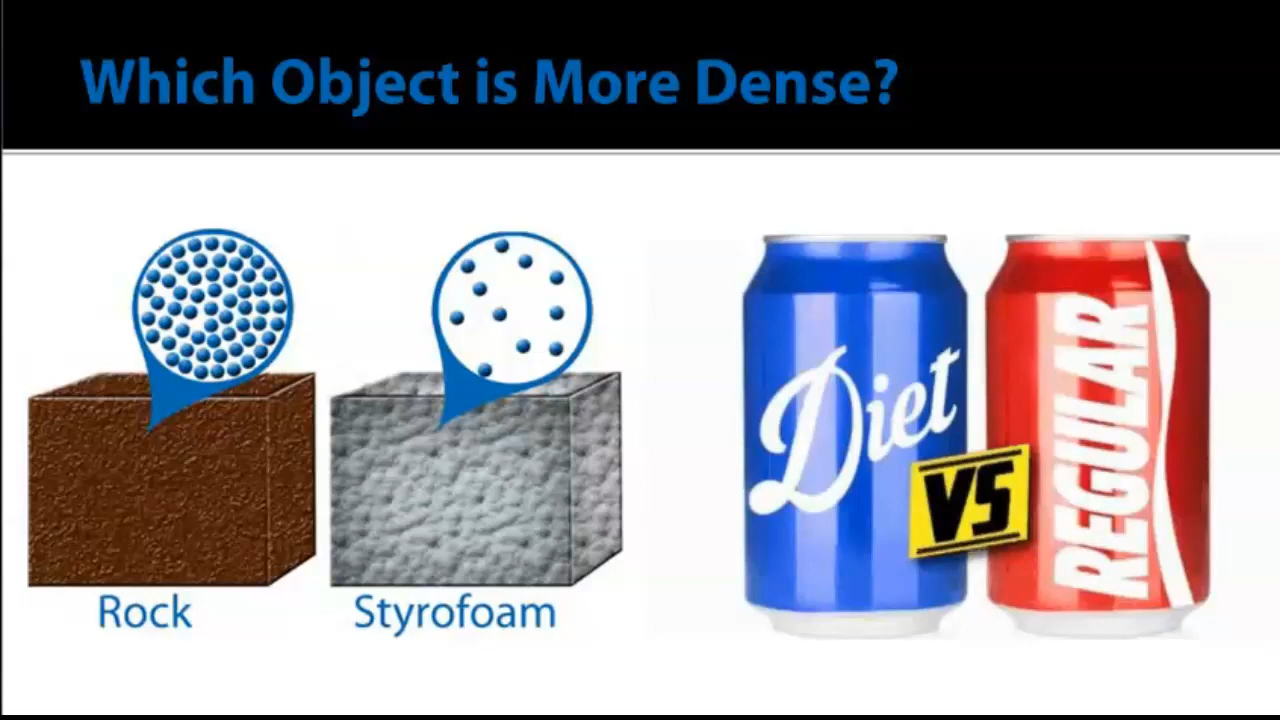 Which Object is More Dense?
Rock
Styrofoam
Diet
VS
REGULAR